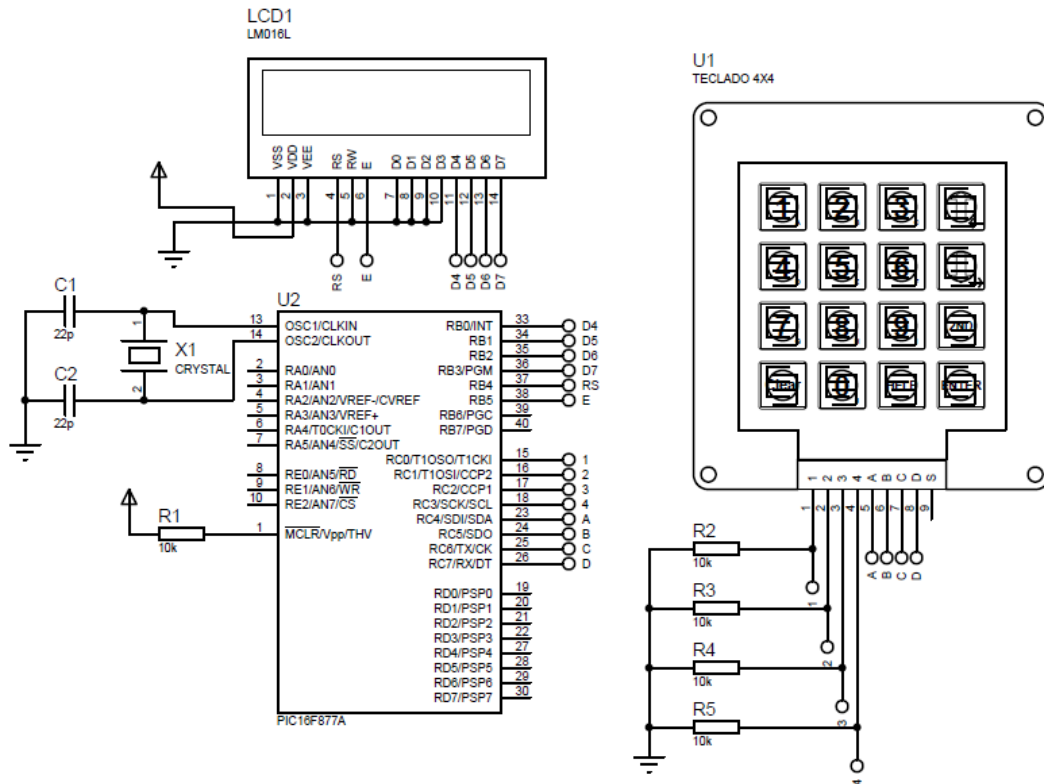 LCD1
LM016L
VSS VDD VEE RS RW E D0 D1 D2 D3 D4 D5 D6 D7
1 2 3 4 5 6 7 8 9 10 11 12 13 14
RS E D4 D5 D6 D7
U1
TECLADO 4X4
1 2 3
4 5 6
7 8 9 2ND
Clear 0 HELP ENTER
1 2 3 4 A B C D S
1 2 3 4 5 6 7 8 9
A B C D
R2
10k
1
R3
10k
2
R4
10k
3
R5
10k
4
C1
22p
C2
22p
1
X1
CRYSTAL
2
R1
10k
U2
13 OSC1/CLKIN
14 OSC2/CLKOUT
2 RA0/AN0
3 RA1/AN1
4 RA2/AN2/VREF-/CVREF
5 RA3/AN3/VREF+
6 RA4/T0CKI/C1OUT
7 RA5/AN4/SS/C2OUT
8 RE0/AN5/RD
9 RE1/AN6/WR
10 RE2/AN7/CS
1 MCLR/Vpp/THV
RB0/INT 33 D4
RB1 34 D5
RB2 35 D6
RB3/PGM 36 D7
RB4 37 RS
RB5 38 E
RB6/PGC 39
RB7/PGD 40
RC0/T1OSO/T1CKI 15 1
RC1/T1OSI/CCP2 16 2
RC2/CCP1 17 3
RC3/SCK/SCL 18 4
RC4/SDI/SDA 23 A
RC5/SDO 24 B
RC6/TX/CK 25 C
RC7/RX/DT 26 D
RD0/PSP0 19
RD1/PSP1 20
RD2/PSP2 21
RD3/PSP3 22
RD4/PSP4 27
RD5/PSP5 28
RD6/PSP6 29
RD7/PSP7 30
PIC16F877A